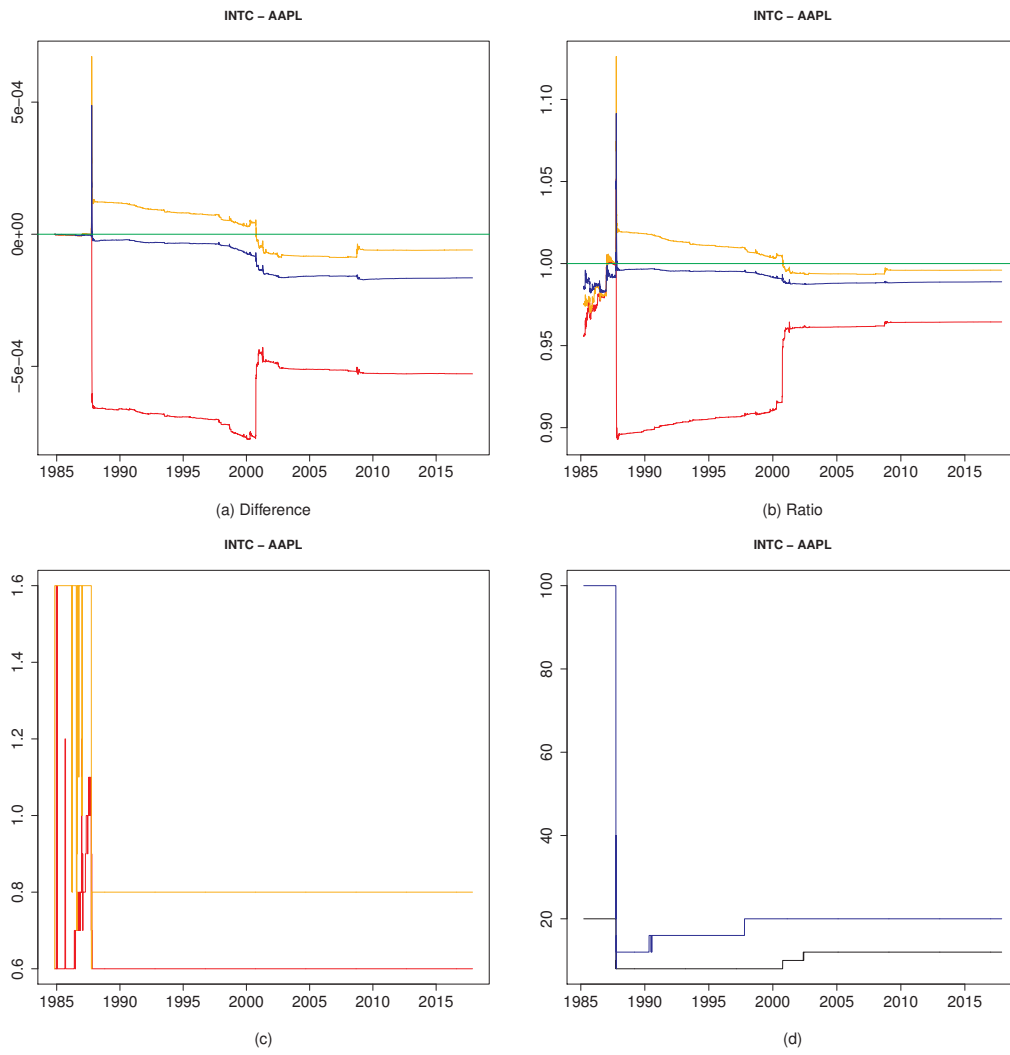 INTC − AAPL
5e−04
0e+00
−5e−04
1985 1990 1995 2000 2005 2010 2015
(a) Difference
INTC − AAPL
1.10
1.05
1.00
0.95
0.90
1985 1990 1995 2000 2005 2010 2015
(b) Ratio
INTC − AAPL
1.6
1.4
1.2
1.0
0.8
0.6
1985 1990 1995 2000 2005 2010 2015
(c)
INTC − AAPL
100
80
60
40
20
1985 1990 1995 2000 2005 2010 2015
(d)